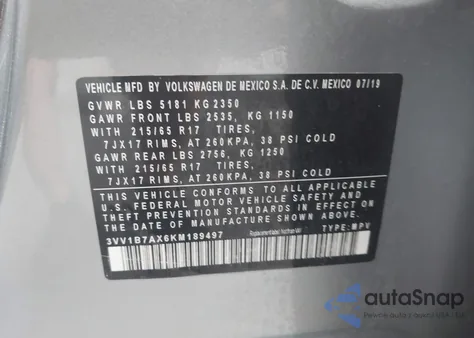 VEHICLE MFD BY VOLKSWAGEN DE MEXICO S.A. DE C.V. MEXICO 07/19
GVWR LBS 5181 KG 2350
GAWR FRONT LBS 2535, KG 1150
WITH 215/65 R17 TIRES,
7JX17 RIMS, AT 260KPA, 38 PSI COLD
GAWR REAR LBS 2756, KG 1250
WITH 215/65 R17 TIRES,
7JX17 RIMS, AT 260KPA, 38 PSI COLD
THIS VEHICLE CONFORMS TO ALL APPLICABLE
U.S. FEDERAL MOTOR VEHICLE SAFETY AND
THEFT PREVENTION STANDARDS IN EFFECT ON
THE DATE OF MANUFACTURE SHOWN ABOVE
3VV1B7AX6KM189497 TYPE: MPV
autoSnap
Pewne auto z